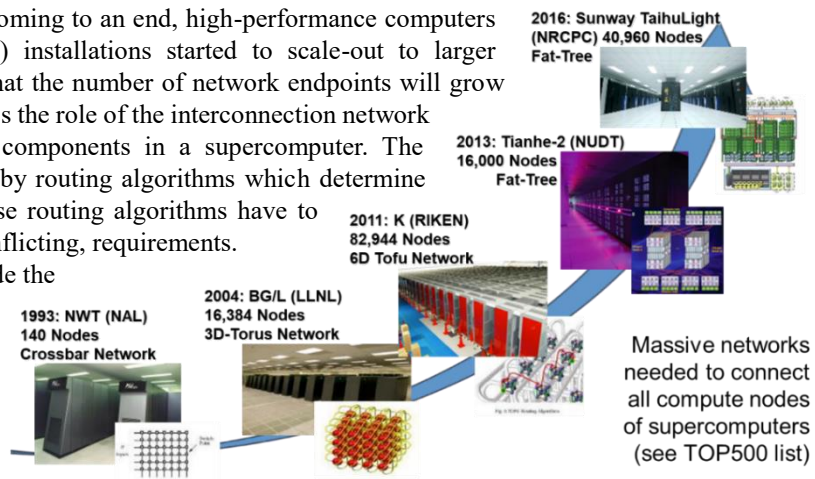 oming to an end, high-performance computers
) installations started to scale-out to larger
hat the number of network endpoints will grow
s the role of the interconnection network
components in a supercomputer. The
by routing algorithms which determine
se routing algorithms have to
nflicting, requirements.
de the
2016: Sunway TaihuLight
(NRCPC) 40,960 Nodes
Fat-Tree
2013: Tianhe-2 (NUDT)
16,000 Nodes
Fat-Tree
2011: K (RIKEN)
82,944 Nodes
6D Tofu Network
2004: BG/L (LLNL)
16,384 Nodes
3D-Torus Network
1993: NWT (NAL)
140 Nodes
Crossbar Network
Massive networks
needed to connect
all compute nodes
of supercomputers
(see TOP500 list)